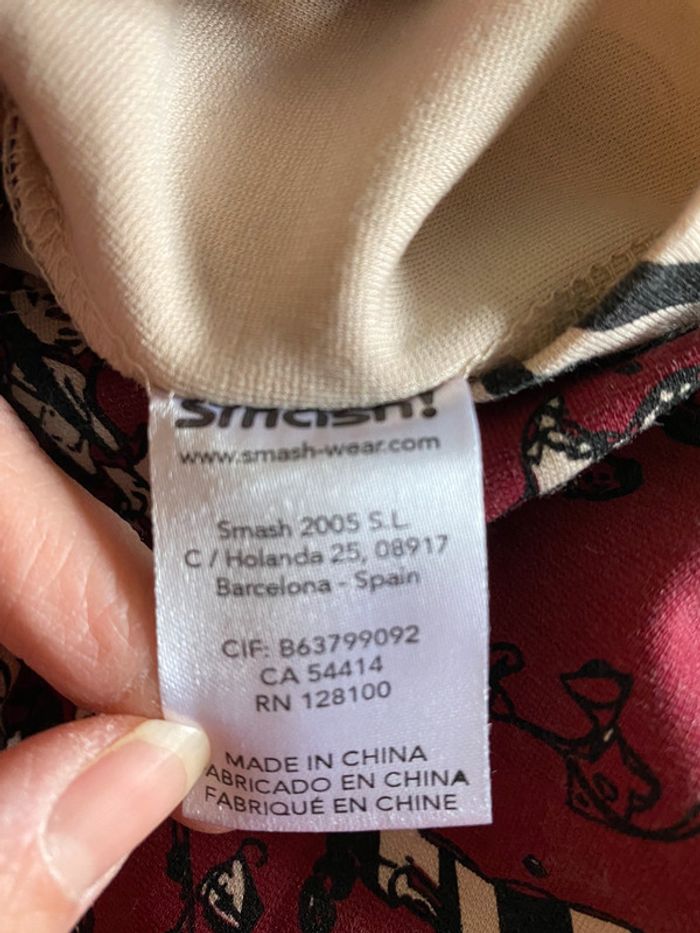 Smash!
www.smash-wear.com
Smash 2005 S.L.
C / Holanda 25, 08917
Barcelona - Spain
CIF: B63799092
CA 54414
RN 128100
MADE IN CHINA
ABRICADO EN CHINA
FABRIQUÉ EN CHINE